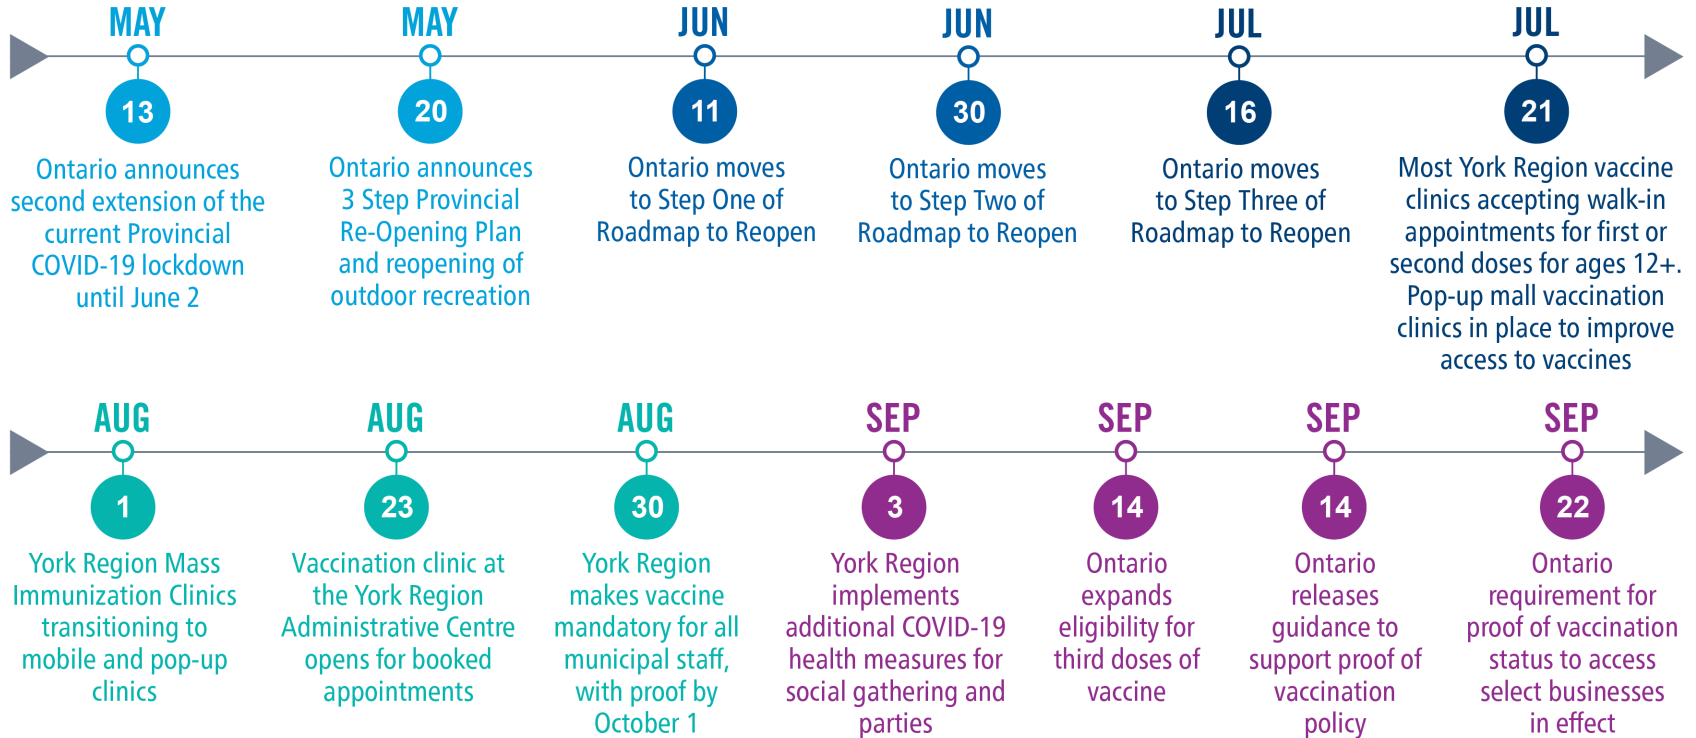 MAY
13
Ontario announces
second extension of the
current Provincial
COVID-19 lockdown
until June 2
MAY
20
Ontario announces
3 Step Provincial
Re-Opening Plan
and reopening of
outdoor recreation
JUN
11
Ontario moves
to Step One of
Roadmap to Reopen
JUN
30
Ontario moves
to Step Two of
Roadmap to Reopen
JUL
16
Ontario moves
to Step Three of
Roadmap to Reopen
JUL
21
Most York Region vaccine
clinics accepting walk-in
appointments for first or
second doses for ages 12+.
Pop-up mall vaccination
clinics in place to improve
access to vaccines
AUG
1
York Region Mass
Immunization Clinics
transitioning to
mobile and pop-up
clinics
AUG
23
Vaccination clinic at
the York Region
Administrative Centre
opens for booked
appointments
AUG
30
York Region
makes vaccine
mandatory for all
municipal staff,
with proof by
October 1
SEP
3
York Region
implements
additional COVID-19
health measures for
social gathering and
parties
SEP
14
Ontario
expands
eligibility for
third doses of
vaccine
SEP
14
Ontario
releases
guidance to
support proof of
vaccination
policy
SEP
22
Ontario
requirement for
proof of vaccination
status to access
select businesses
in effect